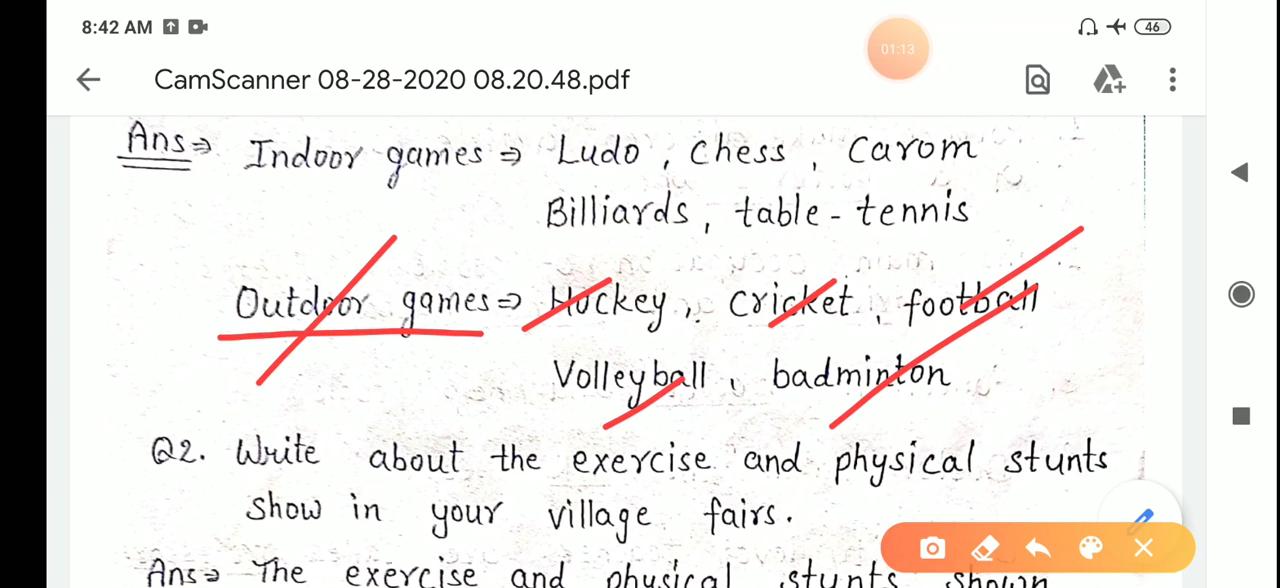 8:42 AM 01:13 46
CamScanner 08-28-2020 08.20.48.pdf
Ans⇒ Indoor games ⇒ Ludo, Chess, Carom
Billiards, table-tennis
Outdoor games ⇒ Hockey, Cricket, football
Volleyball, badminton
Q2. Write about the exercise and physical stunts
show in your village fairs.
Ans⇒ The exercise and physical stunts shown